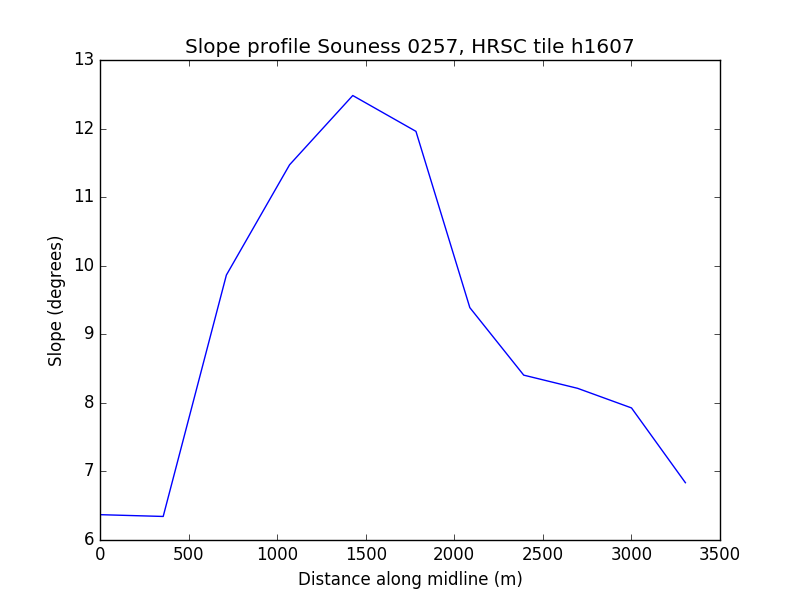 Slope profile Souness 0257, HRSC tile h1607
13
12
11
10
9
8
7
6
Slope (degrees)
0 500 1000 1500 2000 2500 3000 3500
Distance along midline (m)